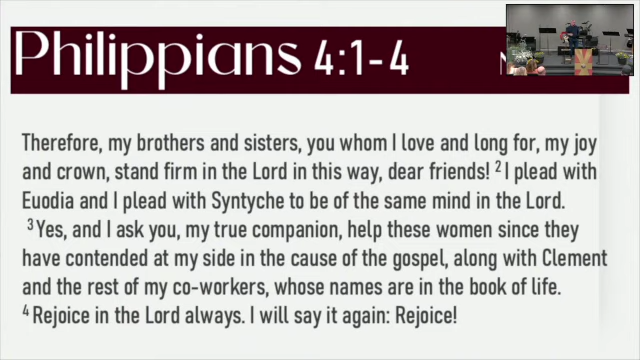 Philippians 4:1-4
Therefore, my brothers and sisters, you whom I love and long for, my joy
and crown, stand firm in the Lord in this way, dear friends! ² I plead with
Euodia and I plead with Syntyche to be of the same mind in the Lord.
³ Yes, and I ask you, my true companion, help these women since they
have contended at my side in the cause of the gospel, along with Clement
and the rest of my co-workers, whose names are in the book of life.
⁴ Rejoice in the Lord always. I will say it again: Rejoice!